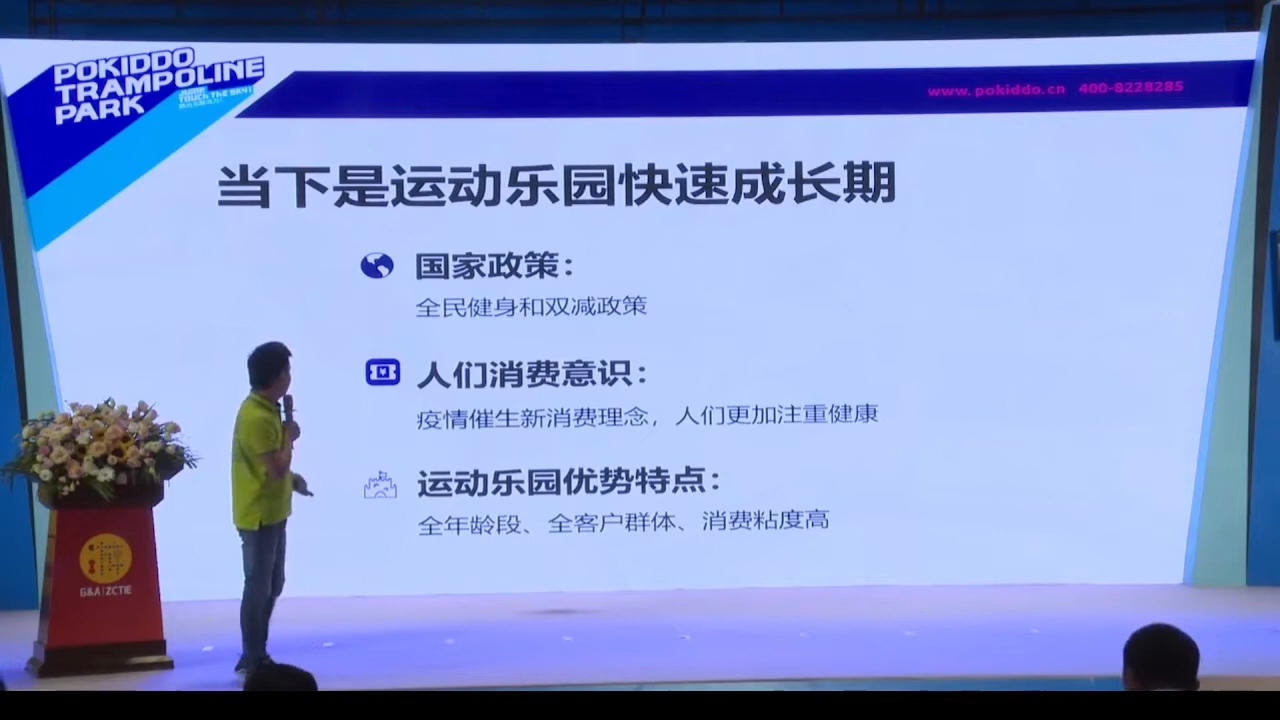 POKIDDO
TRAMPOLINE
PARK
JUMP
TOUCH THE SKY!
www.pokiddo.cn 400-8228285
当下是运动乐园快速成长期
国家政策：
全民健身和双减政策
人们消费意识：
疫情催生新消费理念，人们更加注重健康
运动乐园优势特点：
全年龄段、全客户群体、消费粘度高
G&A|ZCTIE